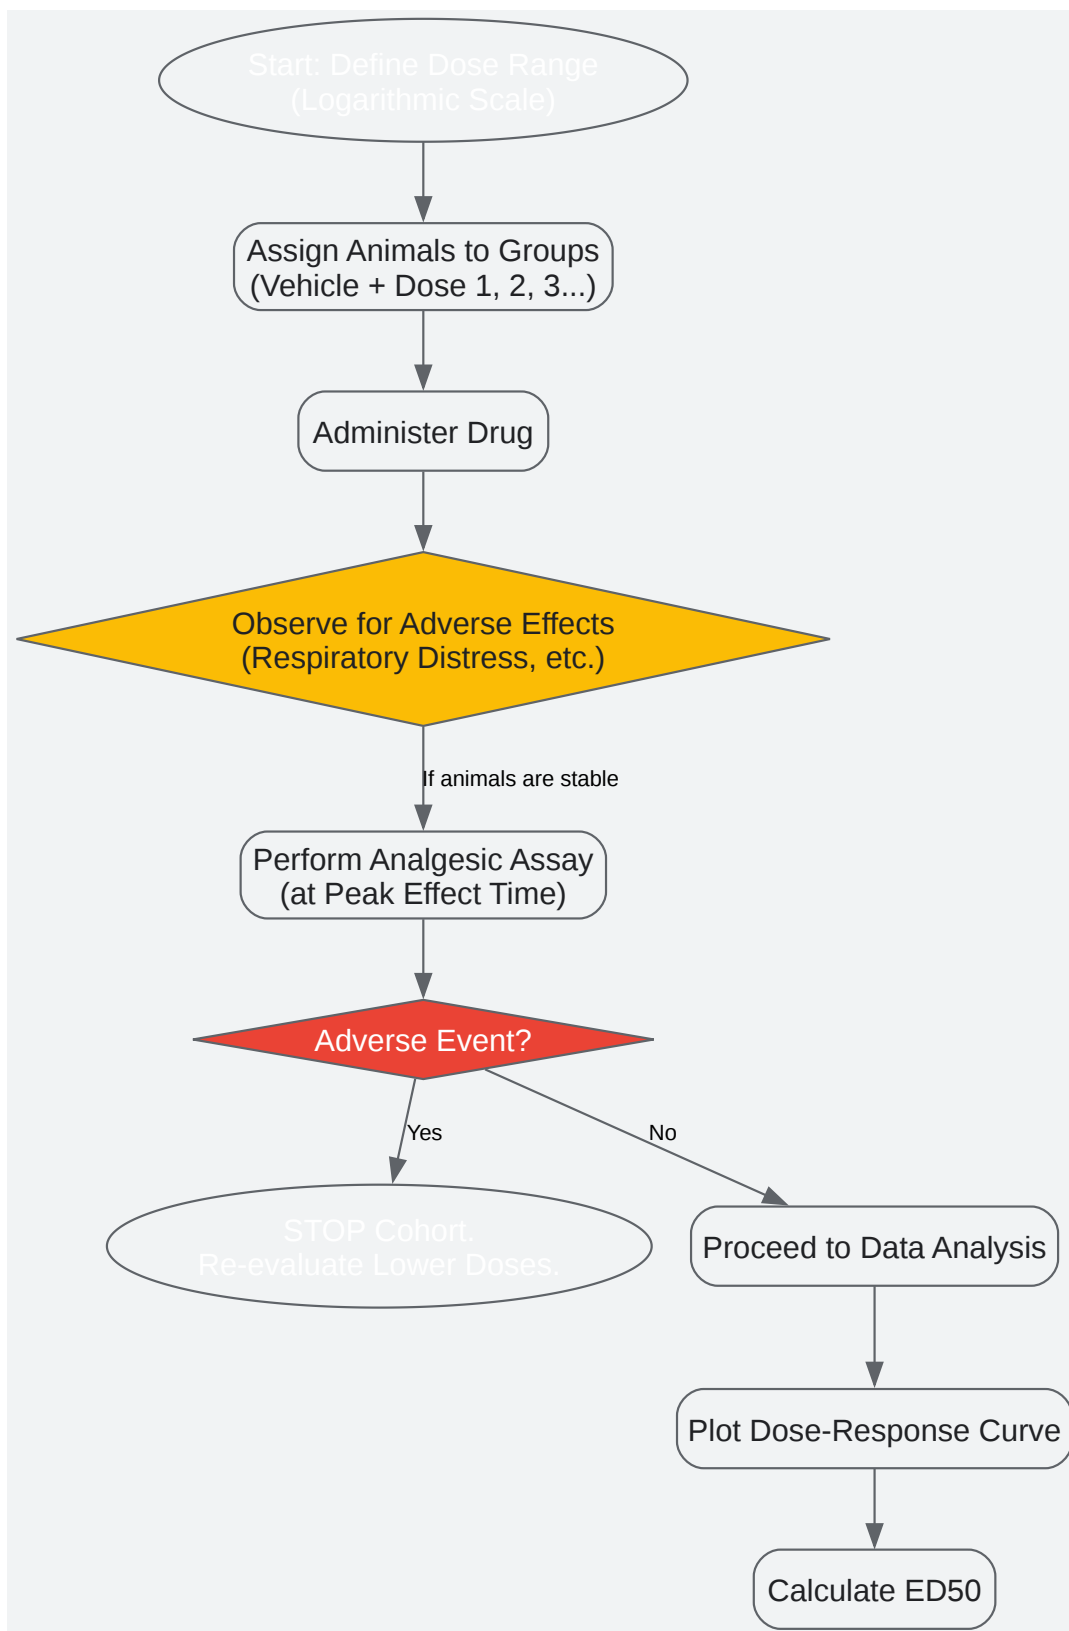 Start: Define Dose Range
(Logarithmic Scale)
Assign Animals to Groups
(Vehicle + Dose 1, 2, 3...)
Administer Drug
Observe for Adverse Effects
(Respiratory Distress, etc.)
If animals are stable
Perform Analgesic Assay
(at Peak Effect Time)
Adverse Event?
Yes
No
STOP Cohort.
Re-evaluate Lower Doses.
Proceed to Data Analysis
Plot Dose-Response Curve
Calculate ED50